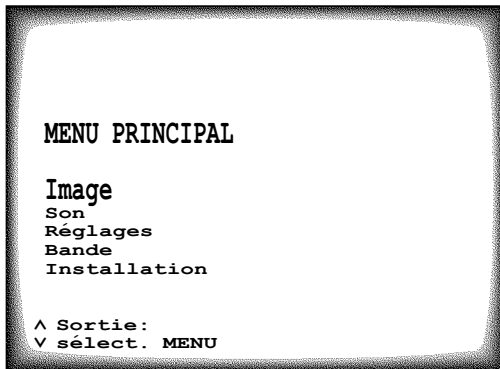 MENU PRINCIPAL
Image
Son
Réglages
Bande
Installation
∧ Sortie:
∨ sélect. MENU